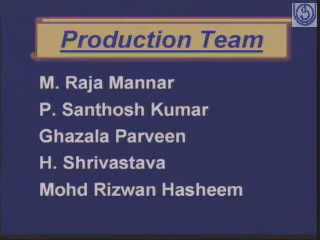 Production Team
M. Raja Mannar
P. Santhosh Kumar
Ghazala Parveen
H. Shrivastava
Mohd Rizwan Hasheem